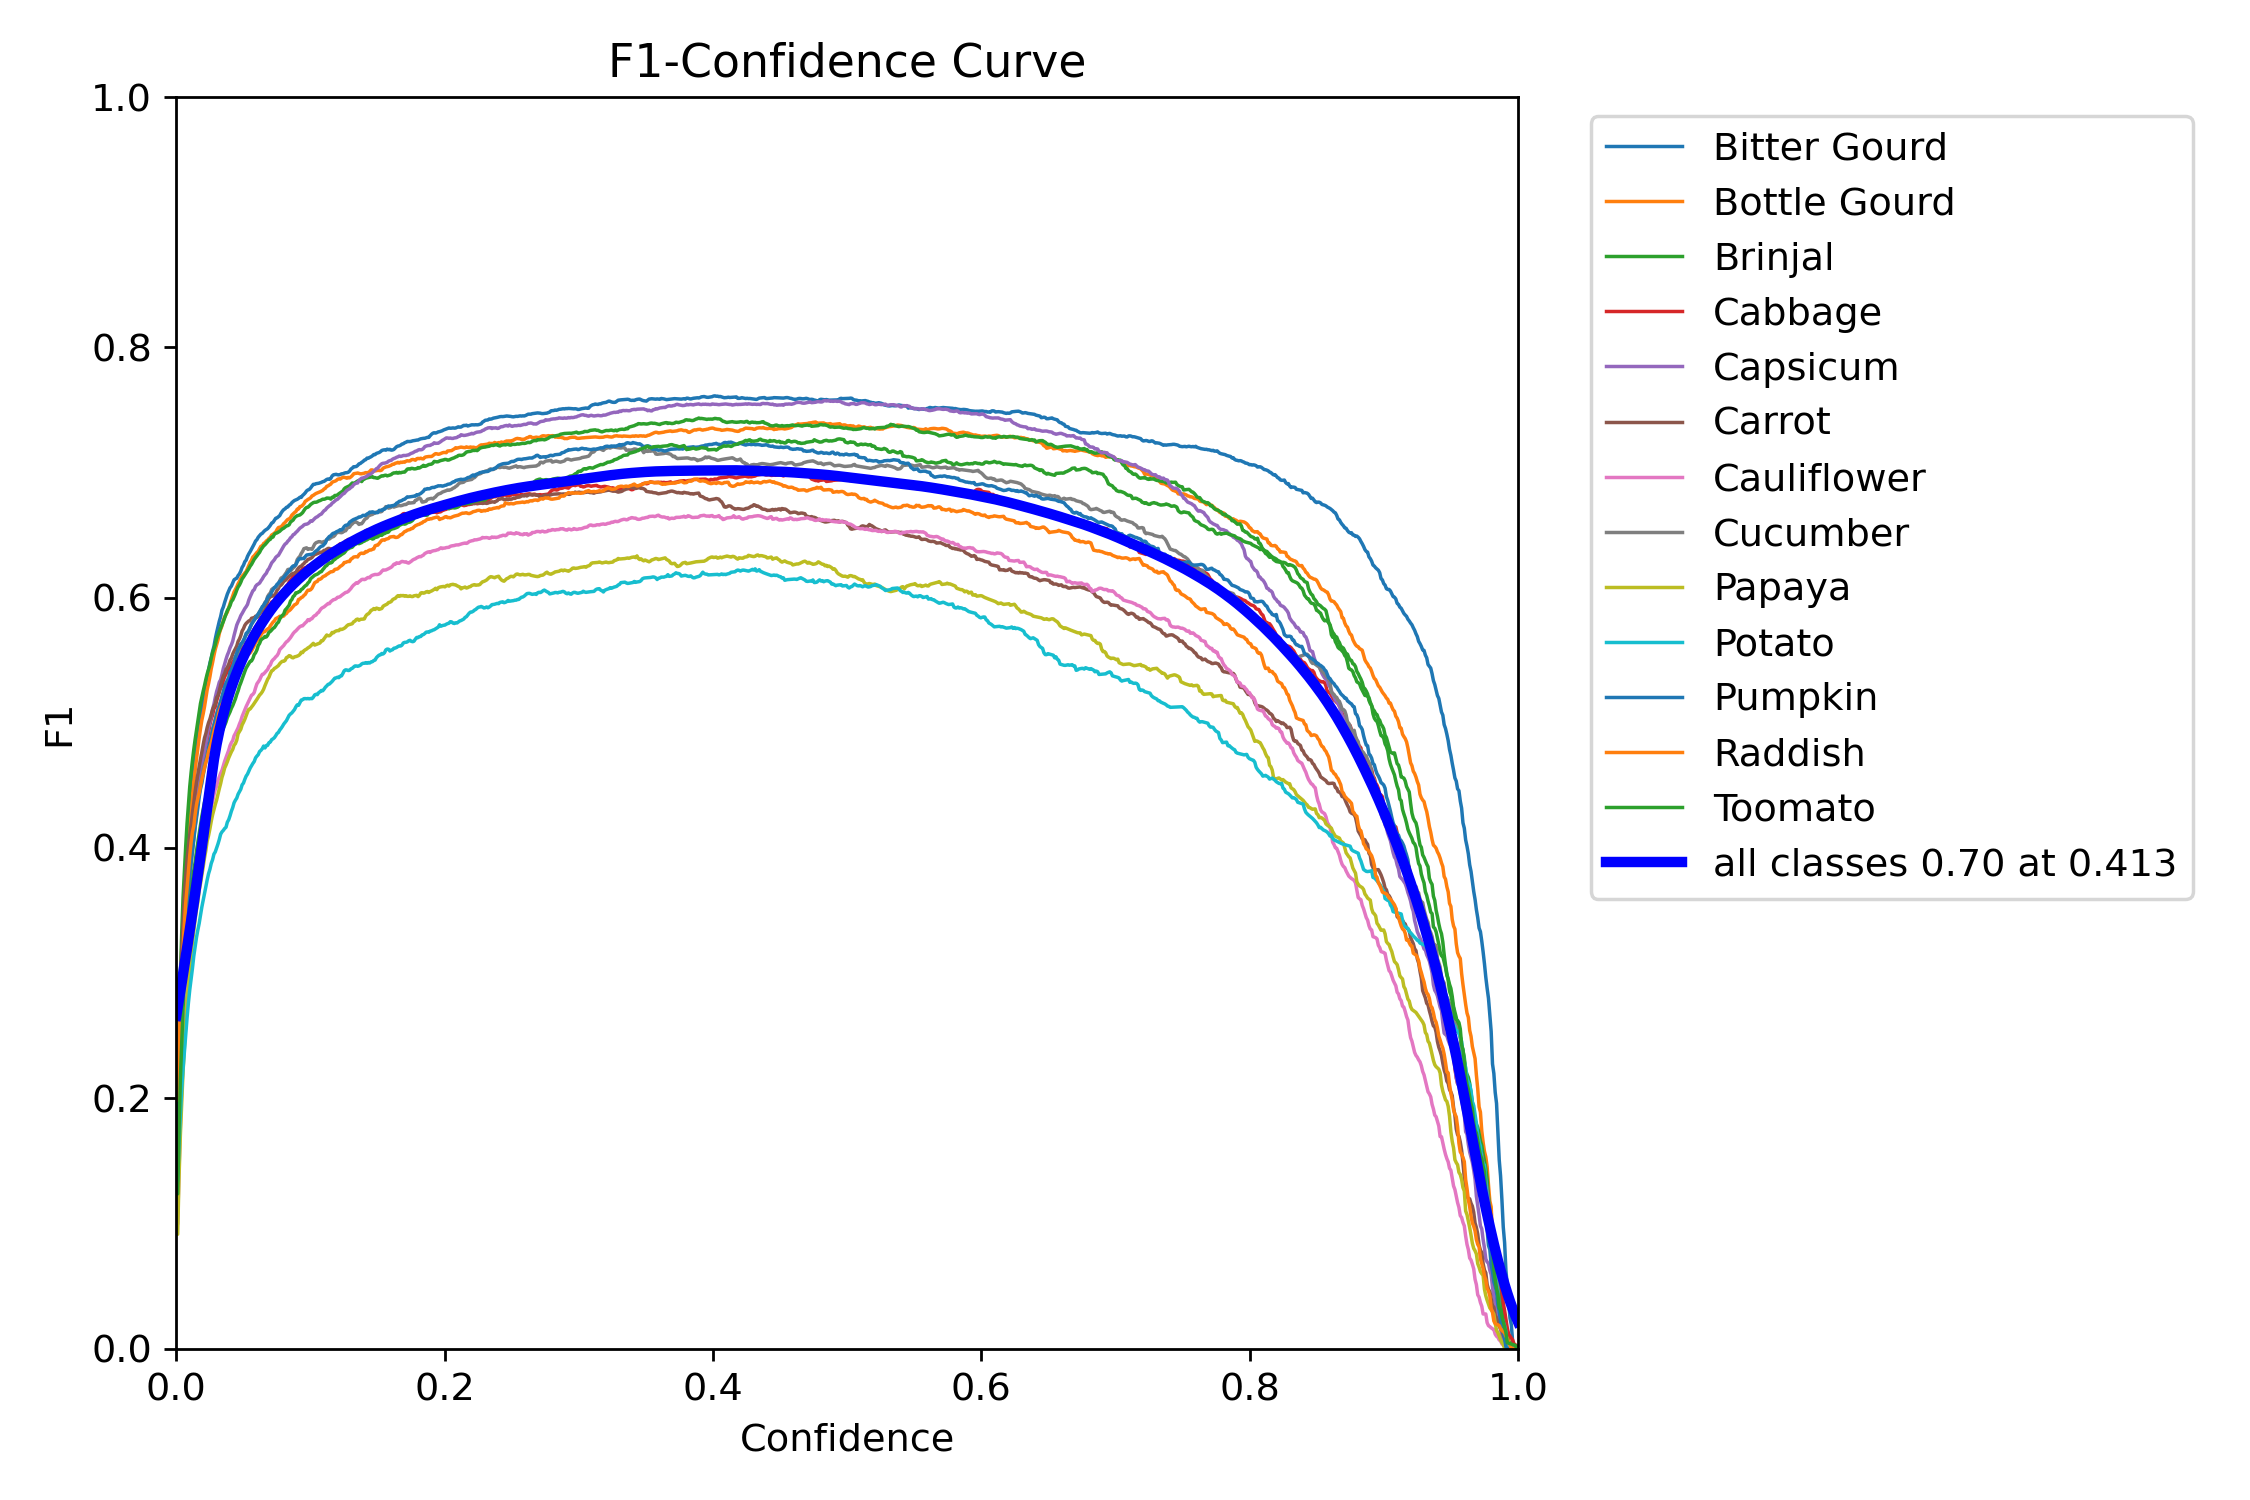 F1-Confidence Curve
1.0
0.8
0.6
0.4
0.2
0.0
F1
0.0 0.2 0.4 0.6 0.8 1.0
Confidence
Bitter Gourd
Bottle Gourd
Brinjal
Cabbage
Capsicum
Carrot
Cauliflower
Cucumber
Papaya
Potato
Pumpkin
Raddish
Toomato
all classes 0.70 at 0.413